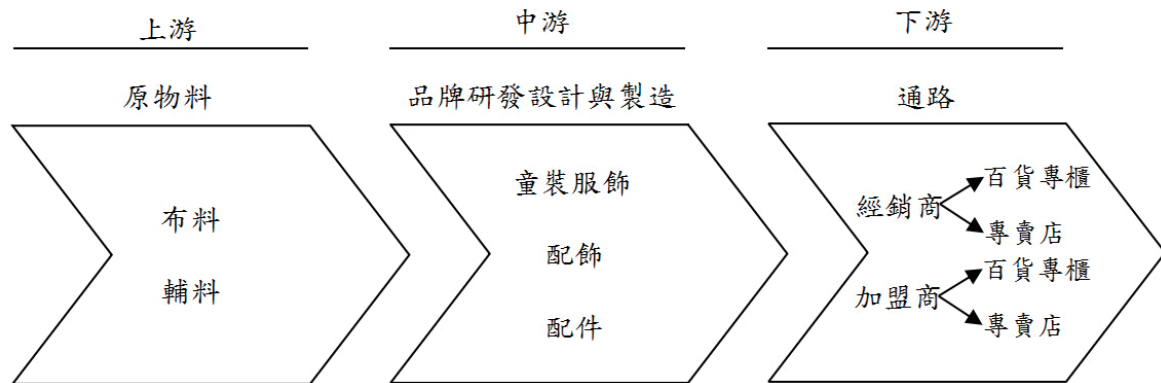 上游
原物料
布料
輔料
中游
品牌研發設計與製造
童裝服飾
配飾
配件
下游
通路
經銷商
百貨專櫃
專賣店
加盟商
百貨專櫃
專賣店